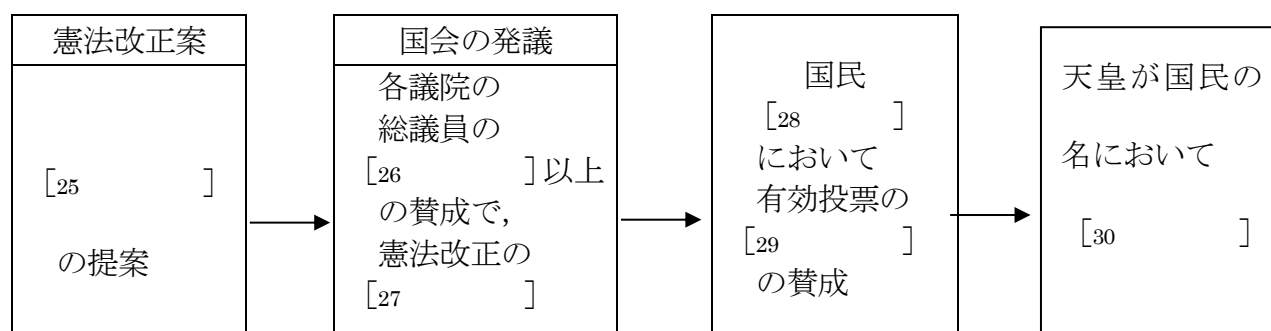 憲法改正案
[25 ]
の提案
国会の発議
各議院の
総議員の
[26 ]以上
の賛成で,
憲法改正の
[27 ]
国民
[28 ]
において
有効投票の
[29 ]
の賛成
天皇が国民の
名において
[30 ]